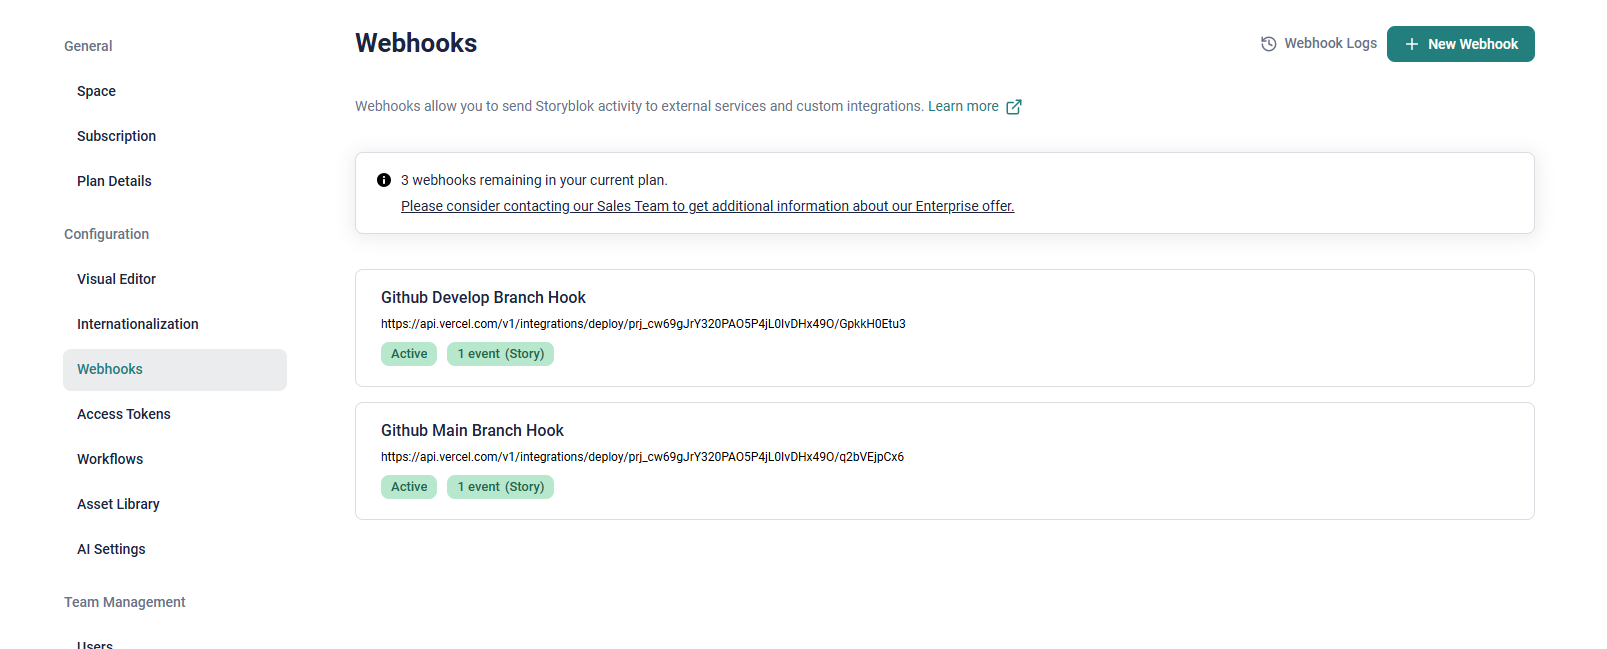 General
Space
Subscription
Plan Details
Configuration
Visual Editor
Internationalization
Webhooks
Access Tokens
Workflows
Asset Library
AI Settings
Team Management
Users
Webhooks
Webhook Logs
New Webhook
Webhooks allow you to send Storyblok activity to external services and custom integrations. Learn more
3 webhooks remaining in your current plan.
Please consider contacting our Sales Team to get additional information about our Enterprise offer.
Github Develop Branch Hook
https://api.vercel.com/v1/integrations/deploy/prj_cw69gJrY320PAO5P4jL0IvDHx49O/GpkkH0Etu3
Active
1 event (Story)
Github Main Branch Hook
https://api.vercel.com/v1/integrations/deploy/prj_cw69gJrY320PAO5P4jL0IvDHx49O/q2bVEjpCx6
Active
1 event (Story)